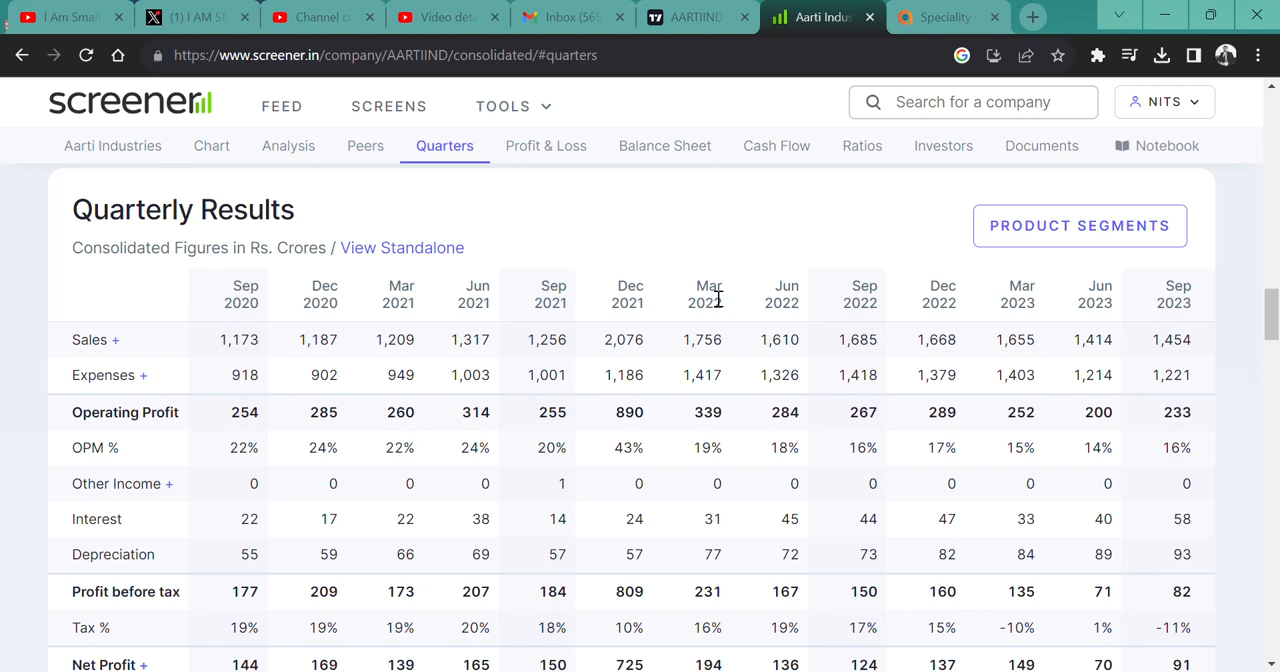 I Am Small
(1) I AM SM
Channel co
Video deta
Inbox (565
AARTIIND
Aarti Indus
Speciality
https://www.screener.in/company/AARTIIND/consolidated/#quarters
screener
FEED
SCREENS
TOOLS
Search for a company
NITS
Aarti Industries
Chart
Analysis
Peers
Quarters
Profit & Loss
Balance Sheet
Cash Flow
Ratios
Investors
Documents
Notebook
Quarterly Results
PRODUCT SEGMENTS
Consolidated Figures in Rs. Crores / View Standalone
Sep 2020 Dec 2020 Mar 2021 Jun 2021 Sep 2021 Dec 2021 Mar 2022 Jun 2022 Sep 2022 Dec 2022 Mar 2023 Jun 2023 Sep 2023
Sales + 1,173 1,187 1,209 1,317 1,256 2,076 1,756 1,610 1,685 1,668 1,655 1,414 1,454
Expenses + 918 902 949 1,003 1,001 1,186 1,417 1,326 1,418 1,379 1,403 1,214 1,221
Operating Profit 254 285 260 314 255 890 339 284 267 289 252 200 233
OPM % 22% 24% 22% 24% 20% 43% 19% 18% 16% 17% 15% 14% 16%
Other Income + 0 0 0 0 1 0 0 0 0 0 0 0 0
Interest 22 17 22 38 14 24 31 45 44 47 33 40 58
Depreciation 55 59 66 69 57 57 77 72 73 82 84 89 93
Profit before tax 177 209 173 207 184 809 231 167 150 160 135 71 82
Tax % 19% 19% 19% 20% 18% 10% 16% 19% 17% 15% -10% 1% -11%
Net Profit + 144 169 139 165 150 725 194 136 124 137 149 70 91